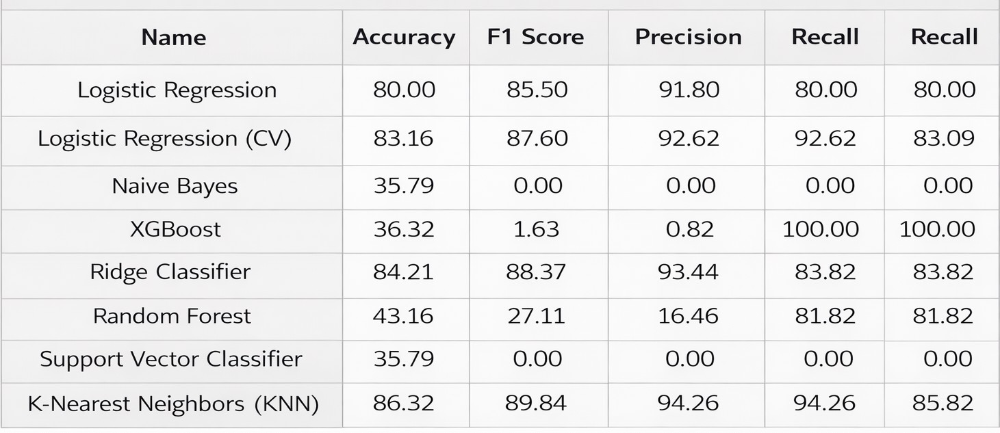 Name Accuracy F1 Score Precision Recall Recall
Logistic Regression 80.00 85.50 91.80 80.00 80.00
Logistic Regression (CV) 83.16 87.60 92.62 92.62 83.09
Naive Bayes 35.79 0.00 0.00 0.00 0.00
XGBoost 36.32 1.63 0.82 100.00 100.00
Ridge Classifier 84.21 88.37 93.44 83.82 83.82
Random Forest 43.16 27.11 16.46 81.82 81.82
Support Vector Classifier 35.79 0.00 0.00 0.00 0.00
K-Nearest Neighbors (KNN) 86.32 89.84 94.26 94.26 85.82